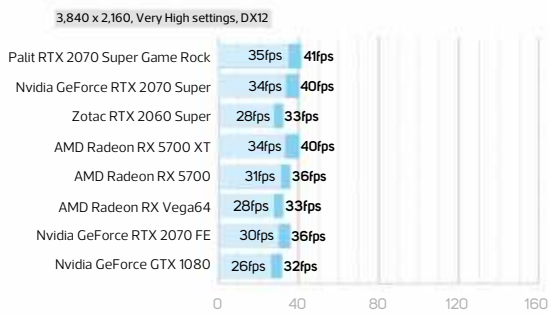 3,840 x 2,160, Very High settings, DX12
Palit RTX 2070 Super Game Rock 35fps 41fps
Nvidia GeForce RTX 2070 Super 34fps 40fps
Zotac RTX 2060 Super 28fps 33fps
AMD Radeon RX 5700 XT 34fps 40fps
AMD Radeon RX 5700 31fps 36fps
AMD Radeon RX Vega64 28fps 33fps
Nvidia GeForce RTX 2070 FE 30fps 36fps
Nvidia GeForce GTX 1080 26fps 32fps
0 40 80 120 160